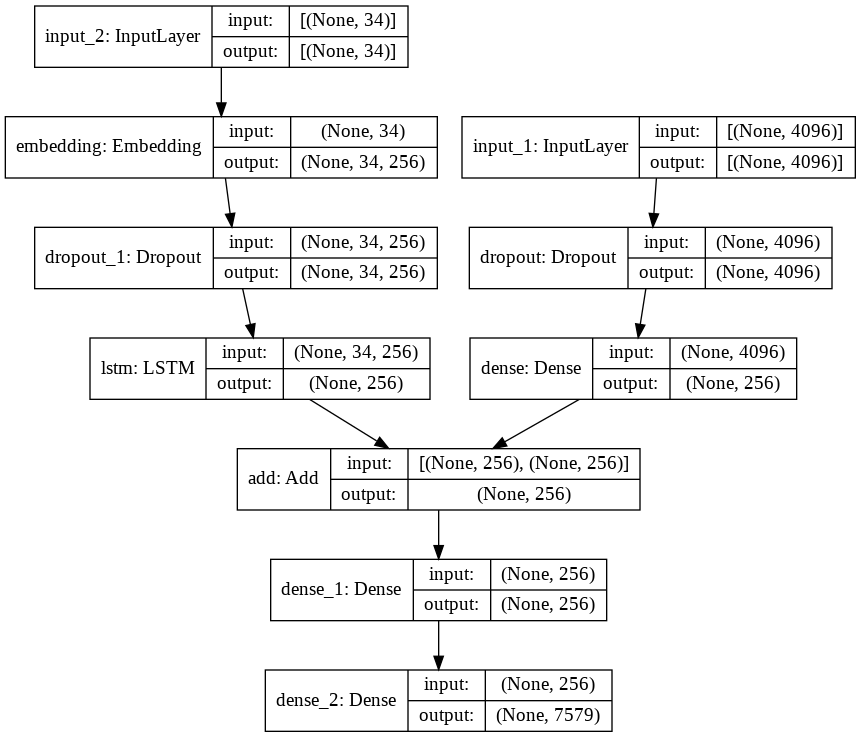 input_2: InputLayer
input: [(None, 34)]
output: [(None, 34)]
embedding: Embedding
input: (None, 34)
output: (None, 34, 256)
input_1: InputLayer
input: [(None, 4096)]
output: [(None, 4096)]
dropout_1: Dropout
input: (None, 34, 256)
output: (None, 34, 256)
dropout: Dropout
input: (None, 4096)
output: (None, 4096)
lstm: LSTM
input: (None, 34, 256)
output: (None, 256)
dense: Dense
input: (None, 4096)
output: (None, 256)
add: Add
input: [(None, 256), (None, 256)]
output: (None, 256)
dense_1: Dense
input: (None, 256)
output: (None, 256)
dense_2: Dense
input: (None, 256)
output: (None, 7579)